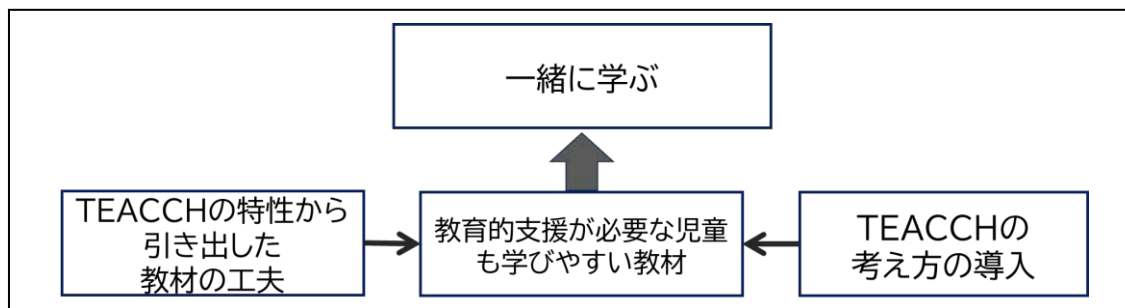 一緒に学ぶ
TEACCHの特性から
引き出した
教材の工夫
教育的支援が必要な児童
も学びやすい教材
TEACCHの
考え方の導入